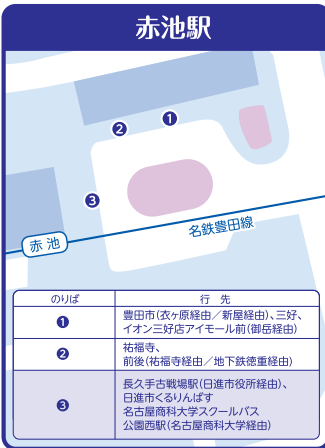 赤池駅
❶
❷
❸
赤池
名鉄豊田線
のりば 行先
❶ 豊田市(衣ヶ原経由／新屋経由)、三好、
イオン三好店アイモール前(御岳経由)
❷ 祐福寺、
前後(祐福寺経由／地下鉄徳重経由)
❸ 長久手古戦場駅(日進市役所経由)、
日進市くるりんばす
名古屋商科大学スクールバス
公園西駅(名古屋商科大学経由)